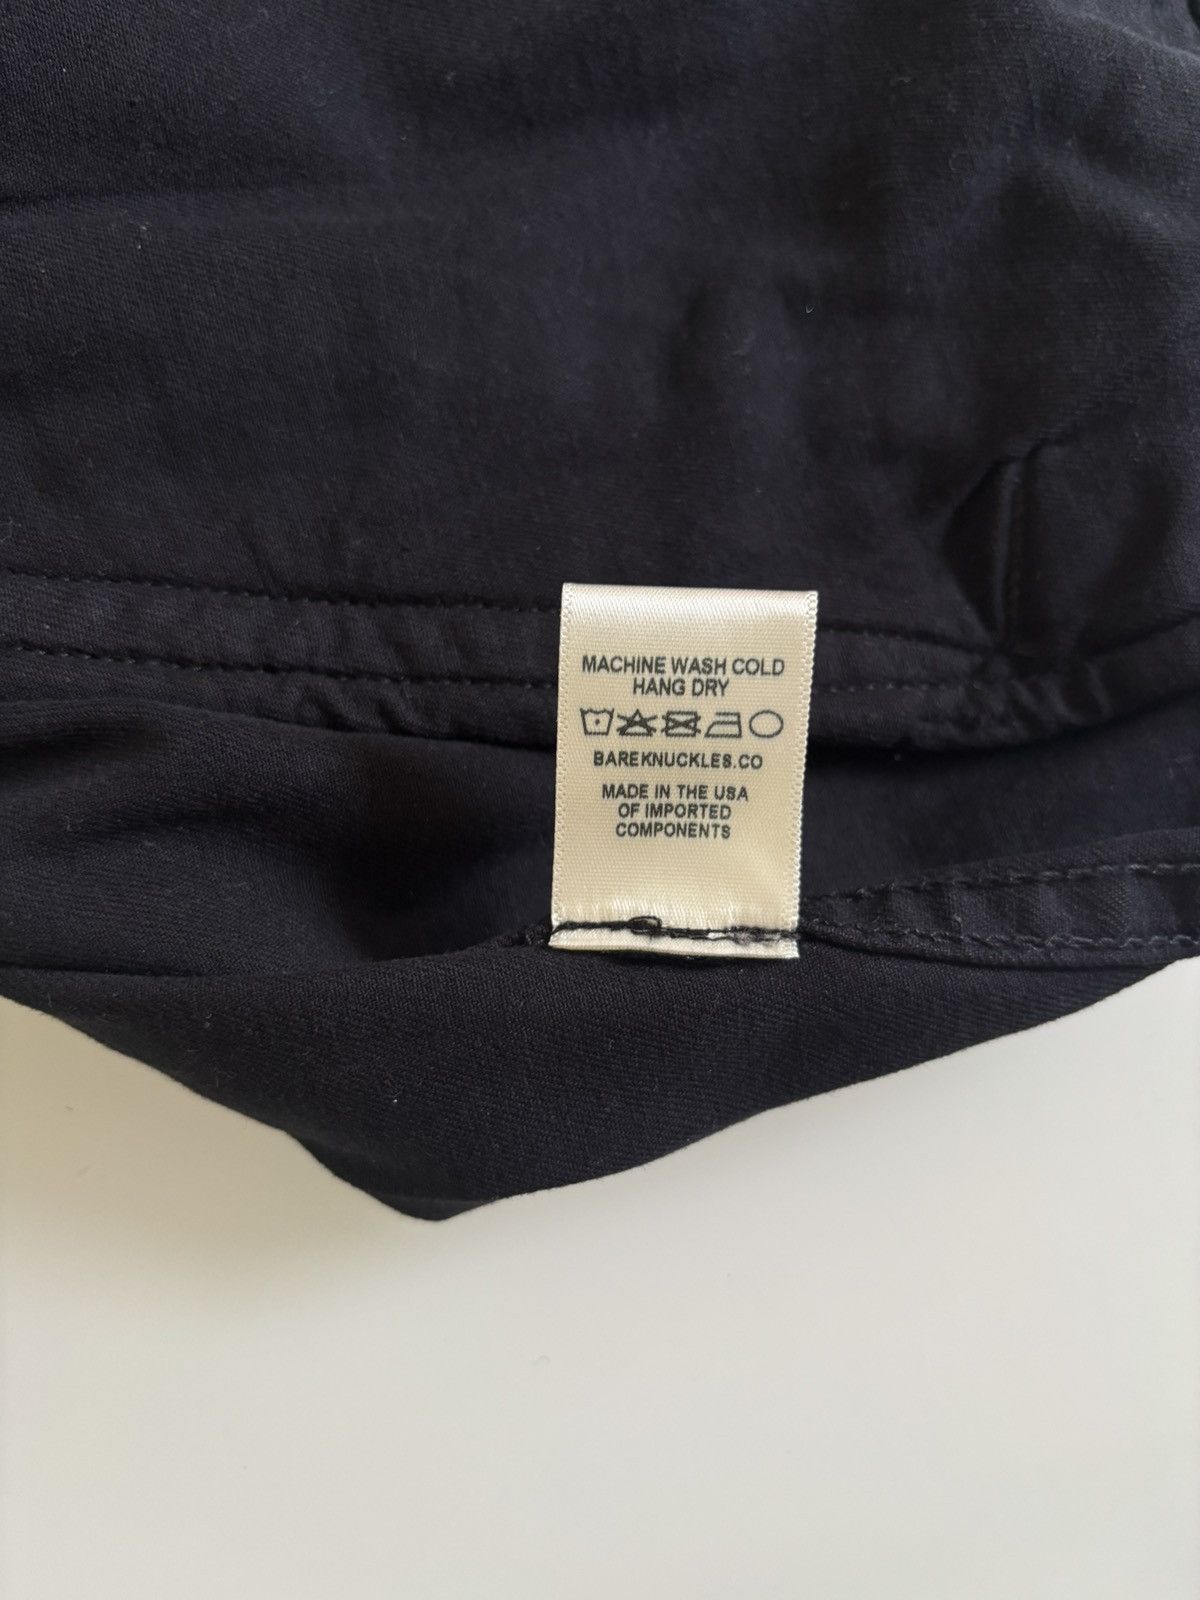 MACHINE WASH COLD
HANG DRY
BAREKNUCKLES.CO
MADE IN THE USA
OF IMPORTED
COMPONENTS